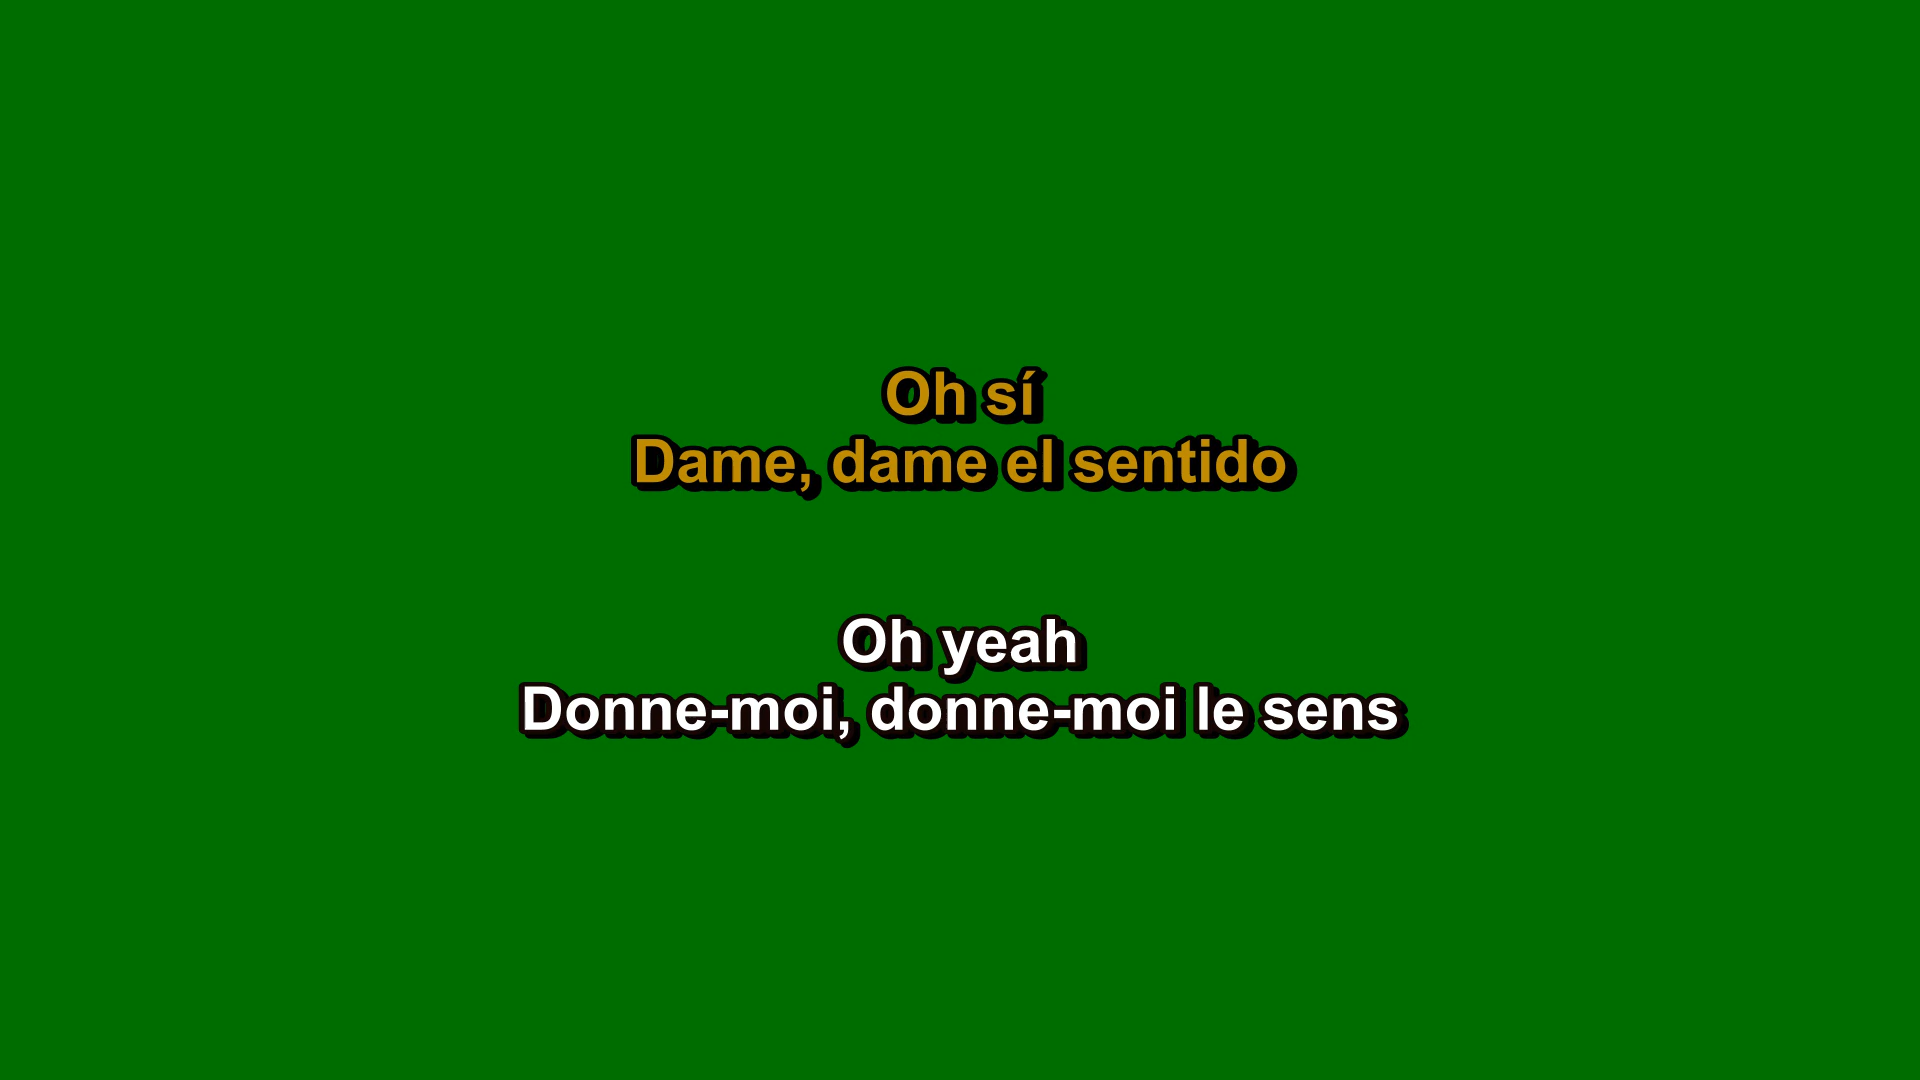 Oh sí
Dame, dame el sentido
Oh yeah
Donne-moi, donne-moi le sens